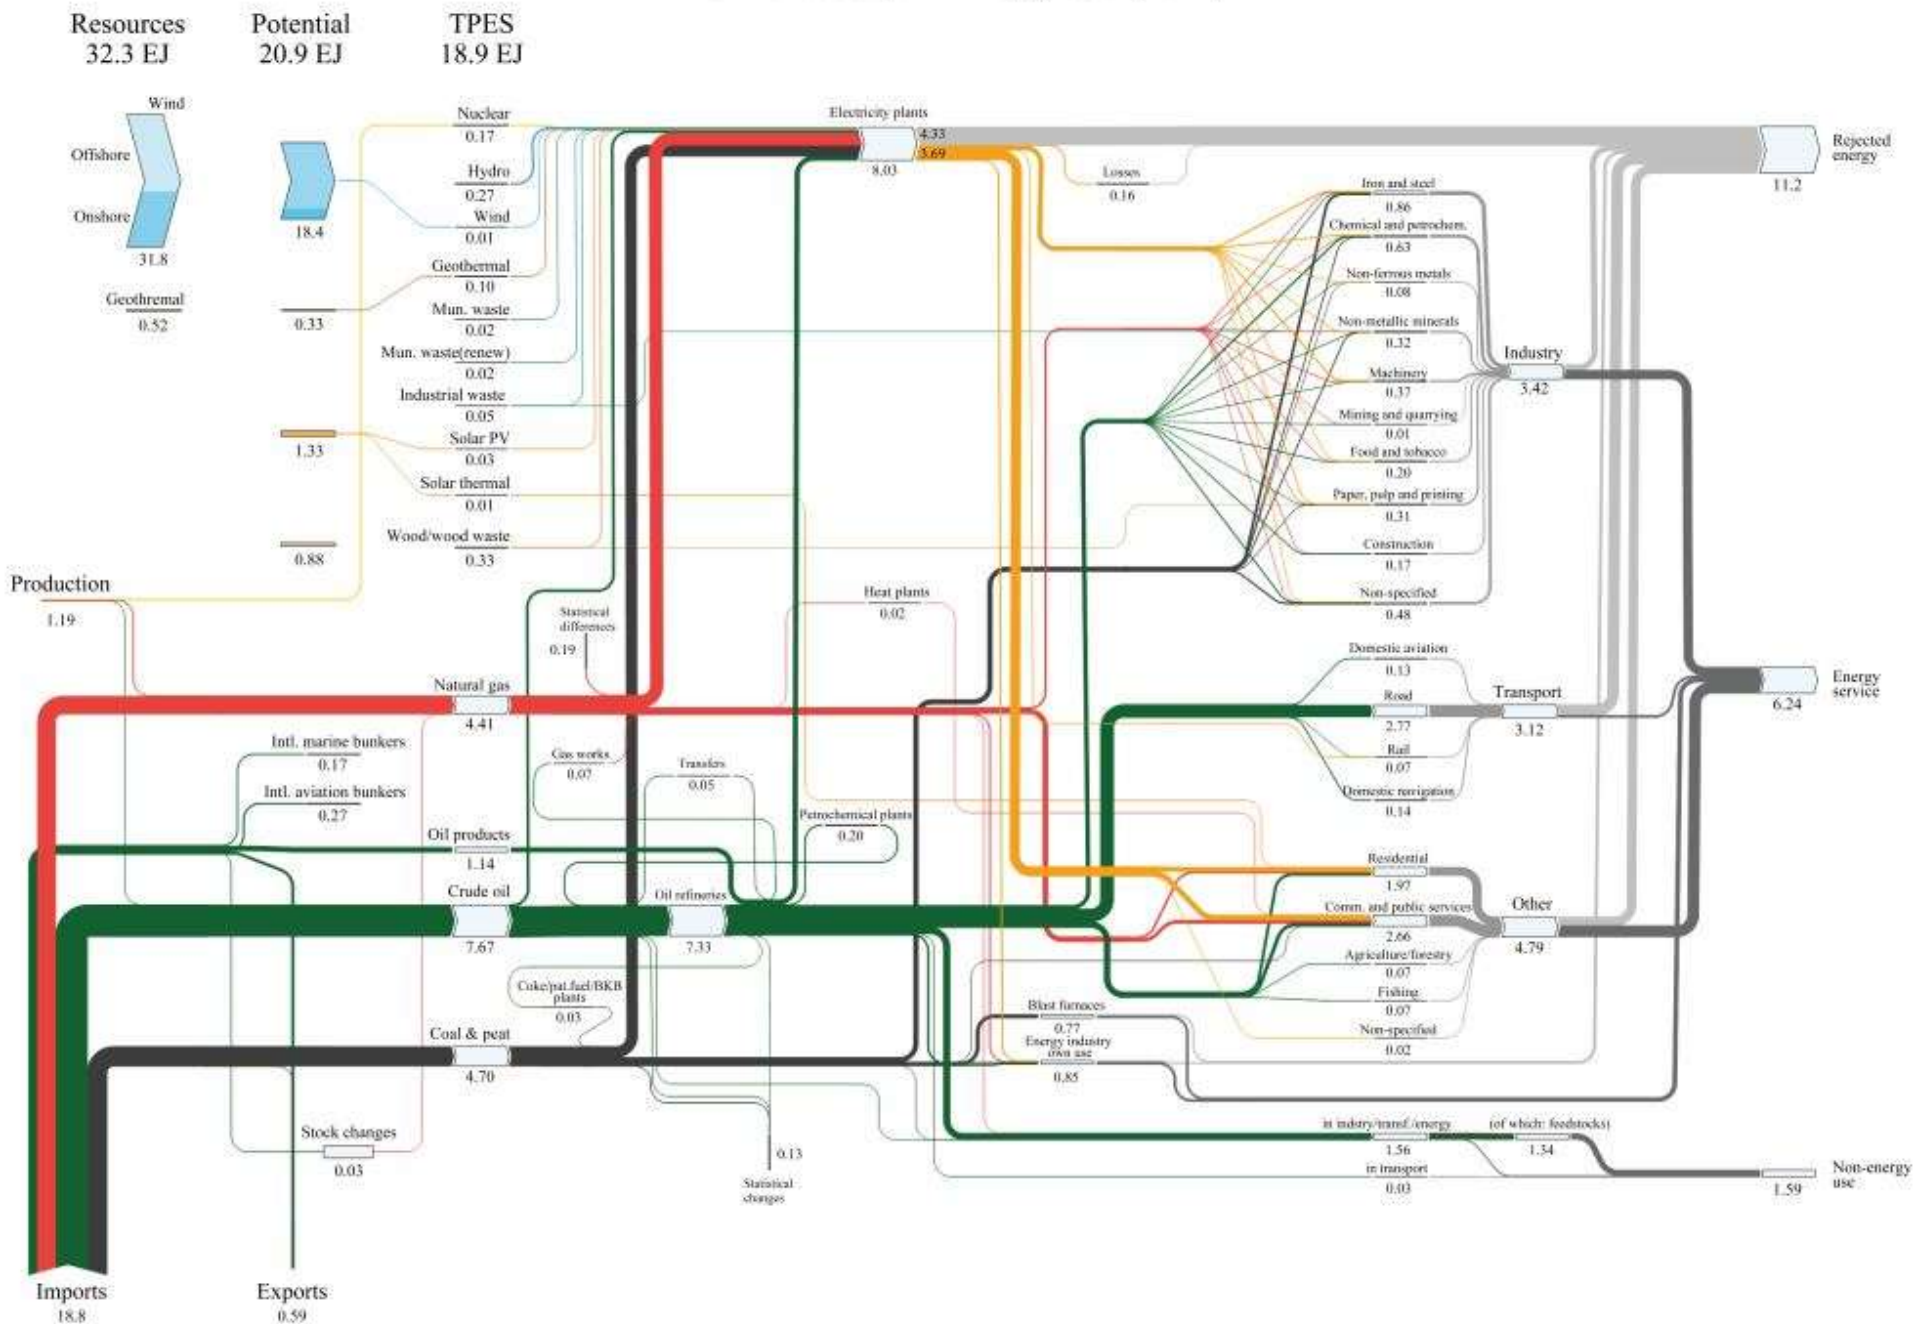 Resources
32.3 EJ
Potential
20.9 EJ
TPES
18.9 EJ
Wind
Offshore
Onshore
31.8
Geothremal
0.52
18.4
0.33
1.33
0.88
Production
1.19
Nuclear
0.17
Hydro
0.27
Wind
0.01
Geothermal
0.10
Mun. waste
0.02
Mun. waste(renew)
0.02
Industrial waste
0.05
Solar PV
0.03
Solar thermal
0.01
Wood/wood waste
0.33
Natural gas
4.41
Intl. marine bunkers
0.17
Intl. aviation bunkers
0.27
Oil products
1.14
Crude oil
7.67
Coal & peat
4.70
Stock changes
0.03
Imports
18.8
Exports
0.59
Statistical
differences
0.19
Gas works
0.07
Transfers
0.05
Petrochemical plants
0.20
Oil refineries
7.33
Coke/pat.fuel/BKB
plants
0.03
0.13
Statistical
changes
Electricity plants
4.33
3.69
8.03
Heat plants
0.02
Losses
0.16
Blast furnaces
0.77
Energy industry
own use
0.85
Iron and steel
0.86
Chemical and petrochem.
0.63
Non-ferrous metals
0.08
Non-metallic minerals
0.32
Machinery
0.37
Mining and quarrying
0.01
Food and tobacco
0.20
Paper, pulp and printing
0.31
Construction
0.17
Non-specified
0.48
Domestic aviation
0.13
Road
2.77
Rail
0.07
Domestic navigation
0.14
Residential
1.97
Comm. and public services
2.66
Agriculture/forestry
0.07
Fishing
0.07
Non-specified
0.02
in indstry/transf./energy
1.56
(of which: feedstocks)
1.34
in transport
0.03
Industry
3.42
Transport
3.12
Other
4.79
Rejected
energy
11.2
Energy
service
6.24
Non-energy
use
1.59